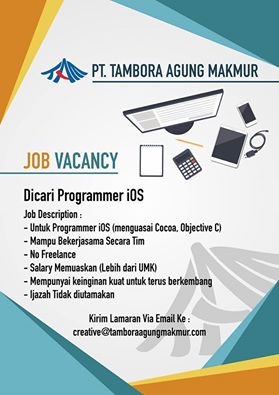 PT. TAMBORA AGUNG MAKMUR
JOB VACANCY
Dicari Programmer iOS
Job Description :
- Untuk Programmer iOS (menguasai Cocoa, Objective C)
- Mampu Bekerjasama Secara Tim
- No Freelance
- Salary Memuaskan (Lebih dari UMK)
- Mempunyai keinginan kuat untuk terus berkembang
- Ijazah Tidak diutamakan
Kirim Lamaran Via Email Ke :
creative@tamboraagungmakmur.com